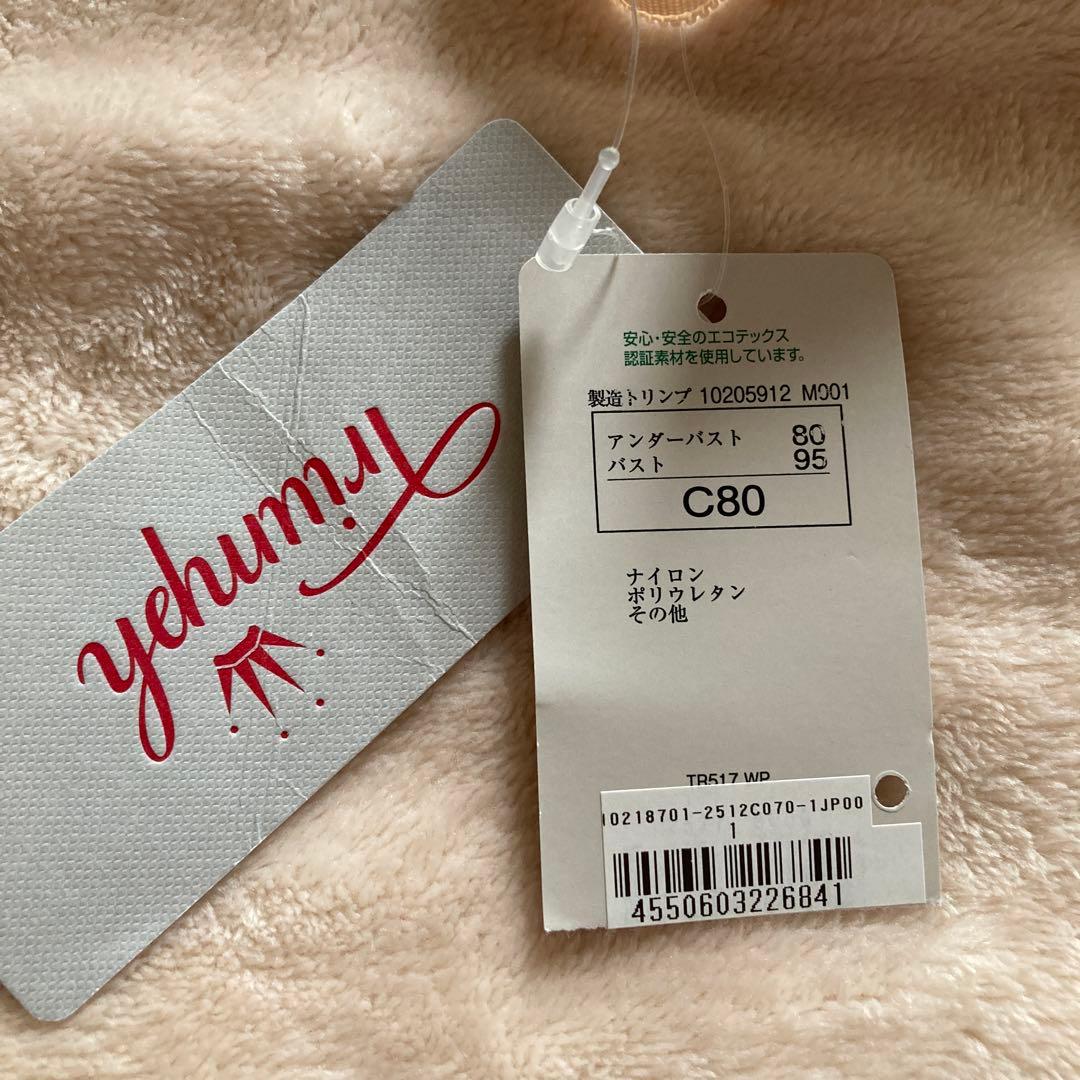 Triumph
安心・安全のエコテックス
認証素材を使用しています。
製造トリンプ 10205912 M001
アンダーバスト 80
バスト 95
C80
ナイロン
ポリウレタン
その他
TR517
10218701-2512C070-1JP00
1
4550603226841